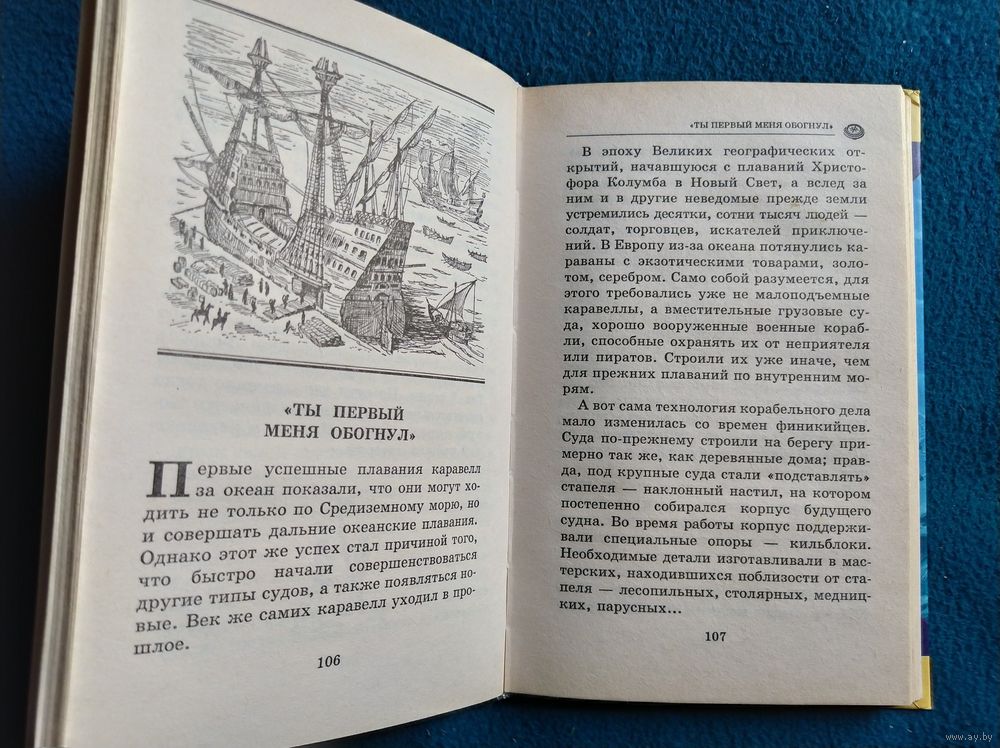 «ТЫ ПЕРВЫЙ
МЕНЯ ОБОГНУЛ»
Первые успешные плавания каравелл
за океан показали, что они могут хо-
дить не только по Средиземному морю, но
и совершать дальние океанские плавания.
Однако этот же успех стал причиной того,
что быстро начали совершенствоваться
другие типы судов, а также появляться но-
вые. Век же самих каравелл уходил в про-
шлое.
106
«ТЫ ПЕРВЫЙ МЕНЯ ОБОГНУЛ»
В эпоху Великих географических от-
крытий, начавшуюся с плаваний Христо-
фора Колумба в Новый Свет, а вслед за
ним и в другие неведомые прежде земли
устремились десятки, сотни тысяч людей —
солдат, торговцев, искателей приключе-
ний. В Европу из-за океана потянулись ка-
раваны с экзотическими товарами, золо-
том, серебром. Само собой разумеется, для
этого требовались уже не малоподъемные
каравеллы, а вместительные грузовые су-
да, хорошо вооруженные военные кораб-
ли, способные охранять их от неприятеля
или пиратов. Строили их уже иначе, чем
для прежних плаваний по внутренним мо-
рям.
А вот сама технология корабельного дела
мало изменилась со времен финикийцев.
Суда по-прежнему строили на берегу при-
мерно так же, как деревянные дома; прав-
да, под крупные суда стали «подставлять»
стапеля — наклонный настил, на котором
постепенно собирался корпус будущего
судна. Во время работы корпус поддержи-
вали специальные опоры — кильблоки.
Необходимые детали изготавливали в мас-
терских, находившихся поблизости от ста-
пеля — лесопильных, столярных, медниц-
ких, парусных...
107
www.ay.by